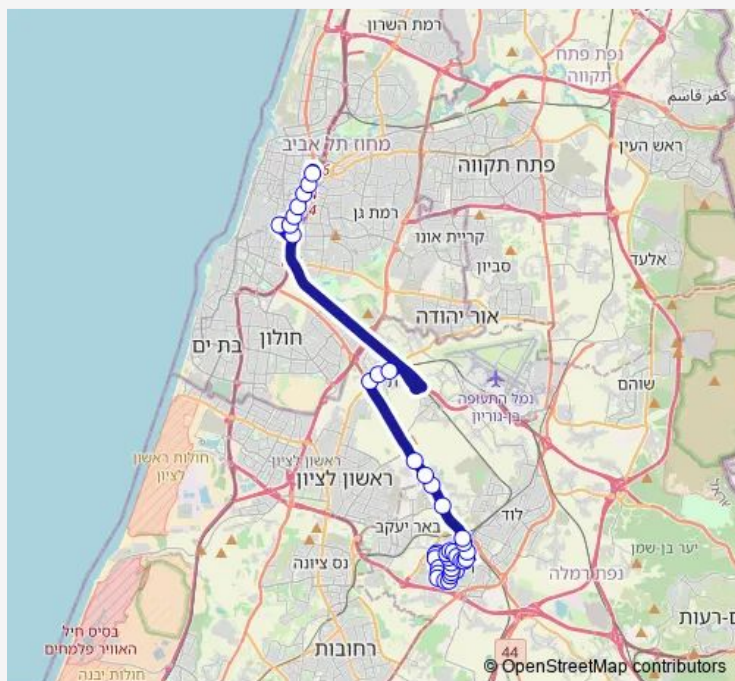 רמת השרון
נפת פתח
תקווה
כפר קאסם
מחוז תל אביב
ראש העין
פתח תקווה
רמת גן
קריית אונו
אלעד
סביון
אור יהודה
חולון
בת ים
נמל התעופה
בן-גוריון
שוהם
חולות ראשון
לציון
ראשון לציון
ראשון לציון
לוד
באר יעקב
יער בן-שמן
נס ציונה
נפת רמלה
בסיס חיל
האוויר פלמחים
רחובות
44
חולות יבנה
© OpenStreetMap contributors